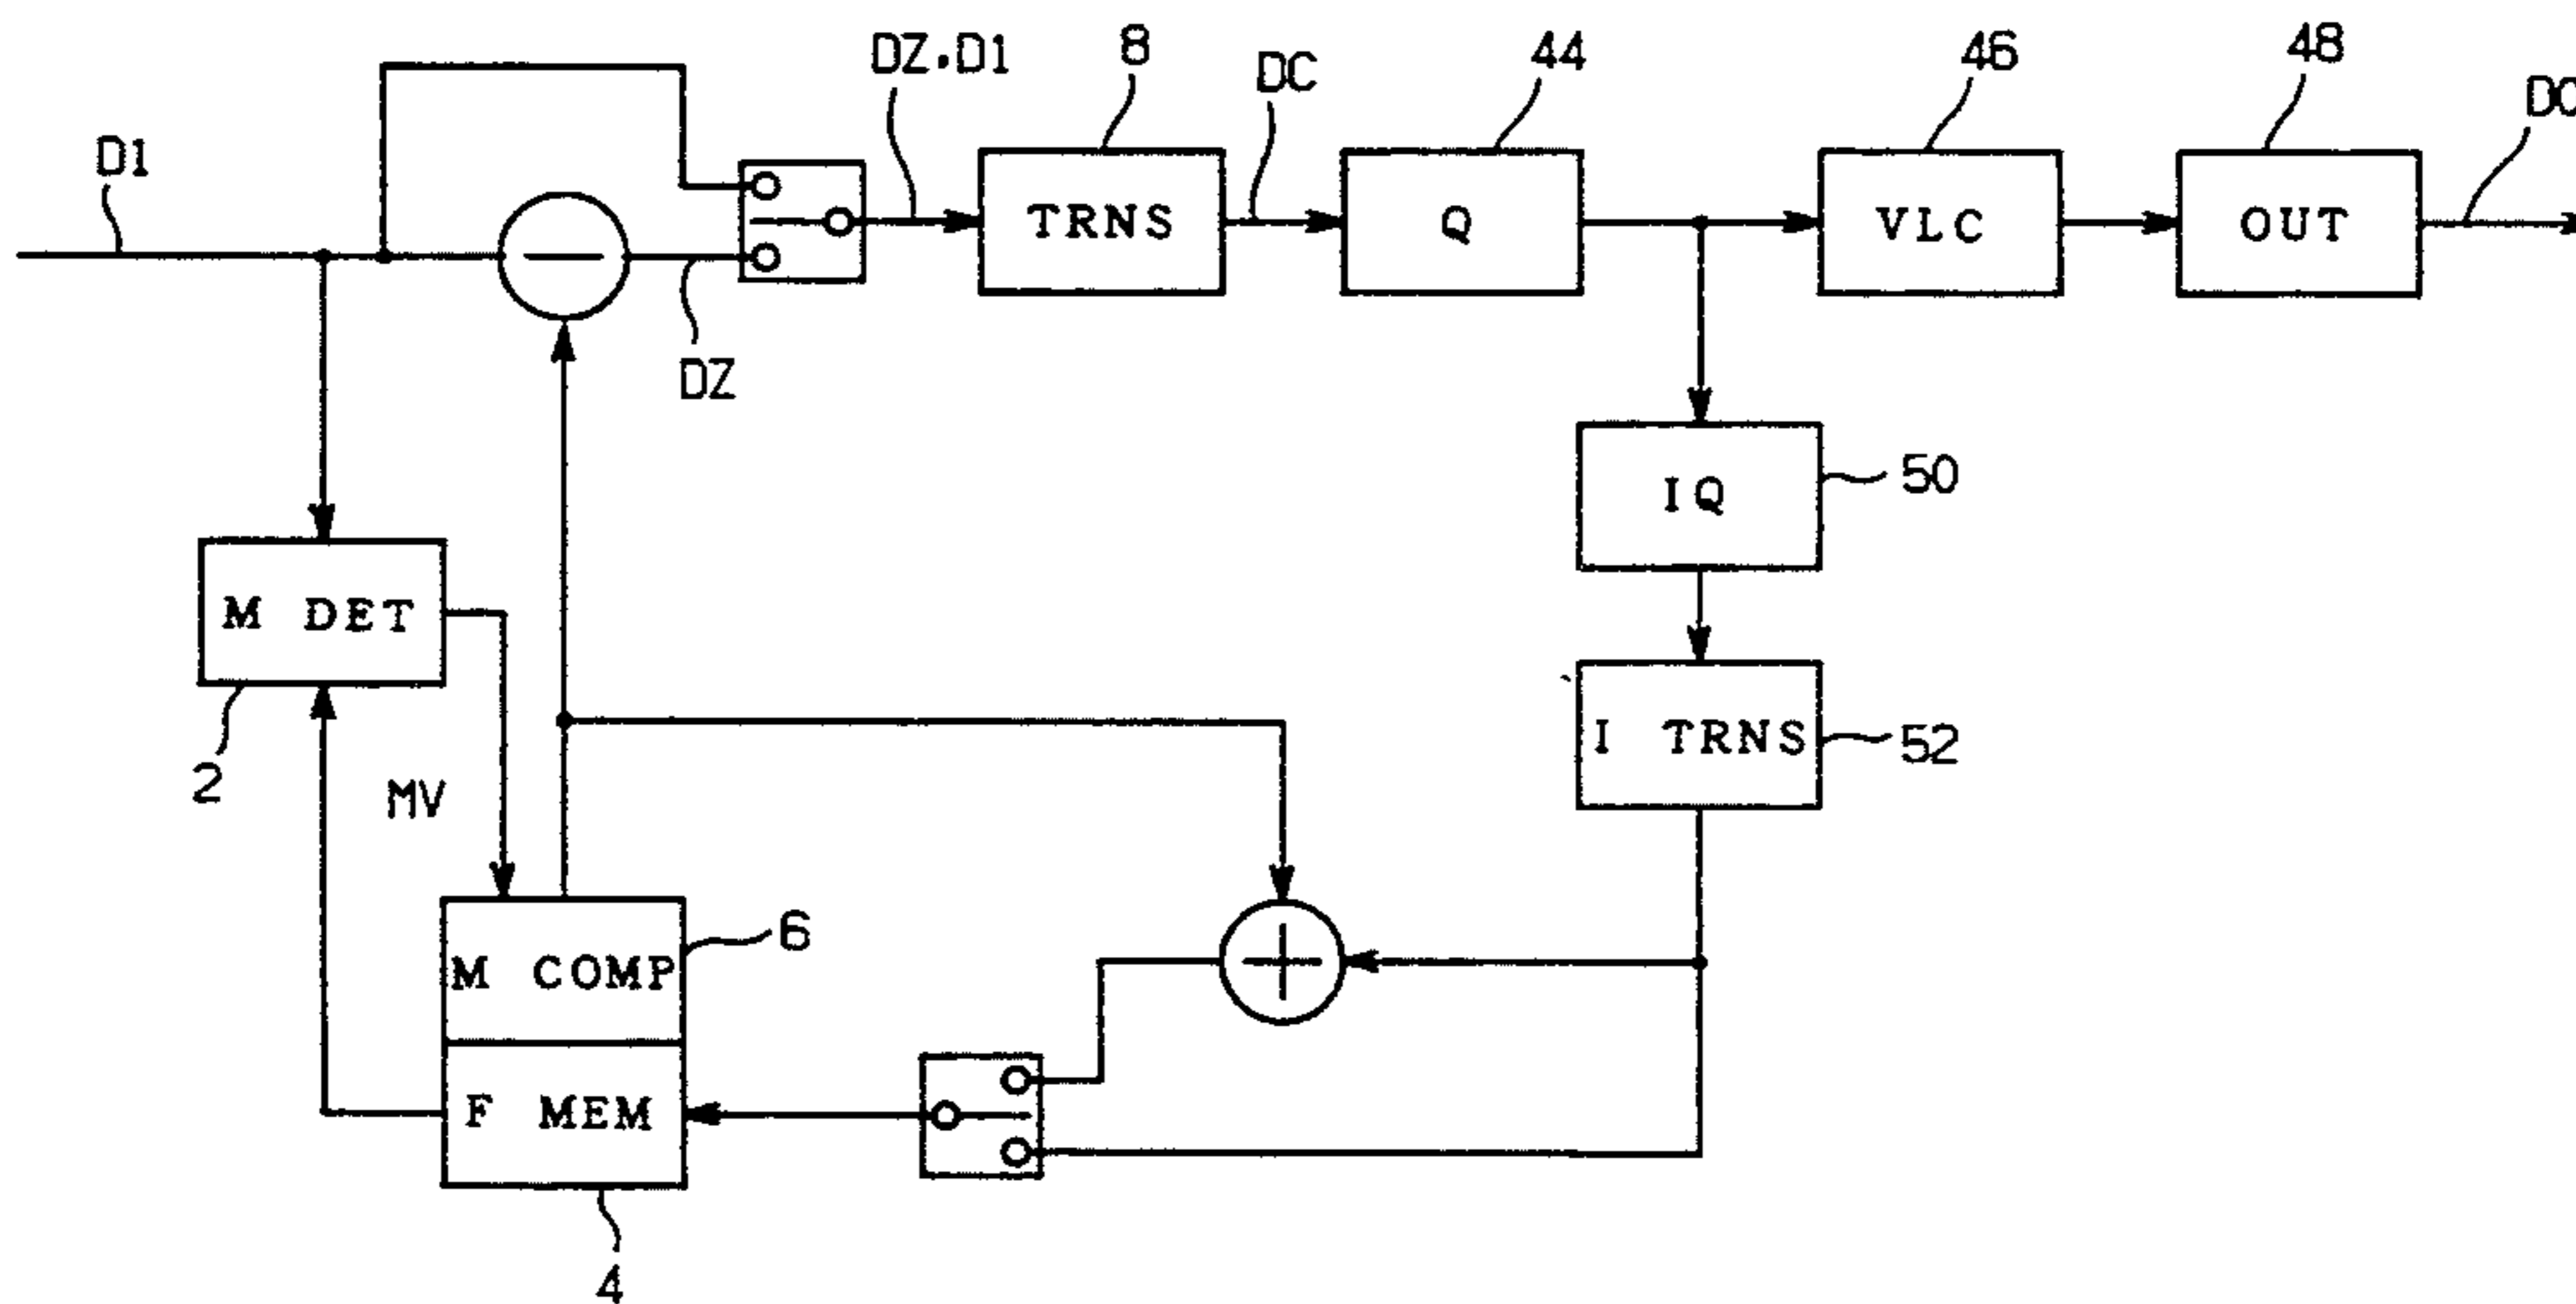 DZ.D1
8
DC
44
46
48
D1
TRNS
Q
VLC
OUT
DZ
IQ
50
M DET
2
MV
I TRNS
52
M COMP
6
F MEM
4